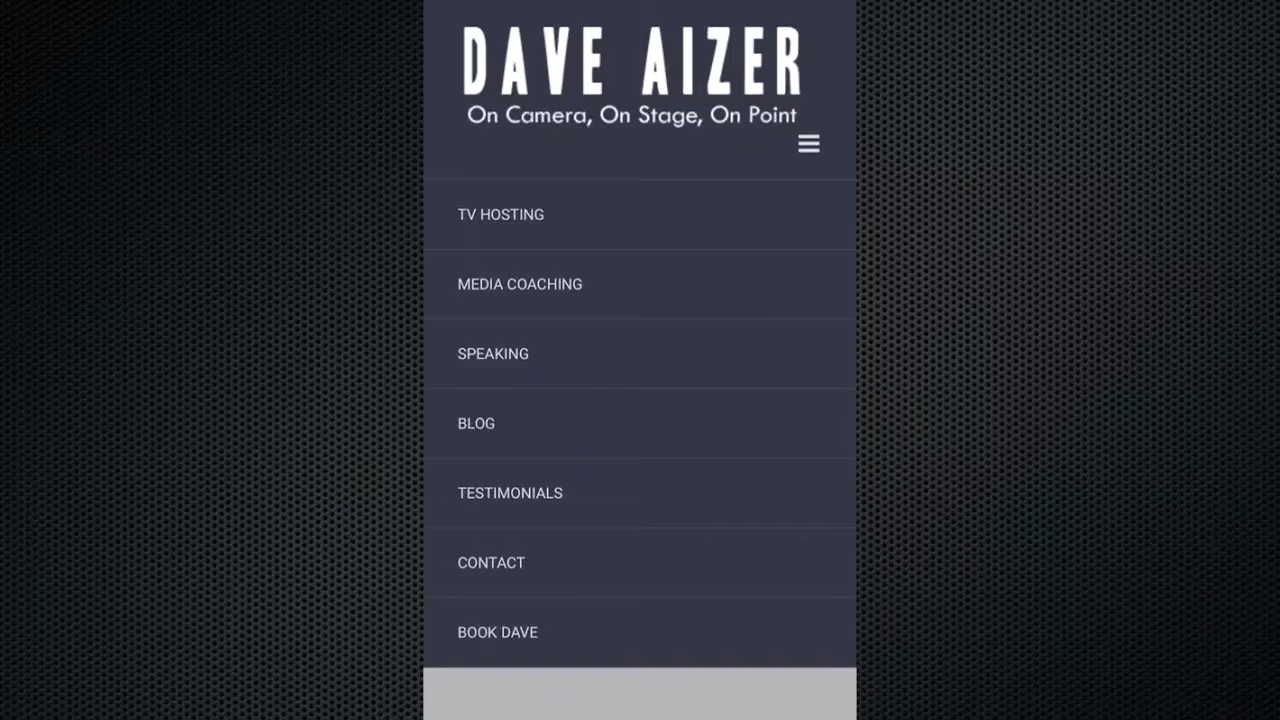 DAVE AIZER
On Camera, On Stage, On Point
TV HOSTING
MEDIA COACHING
SPEAKING
BLOG
TESTIMONIALS
CONTACT
BOOK DAVE